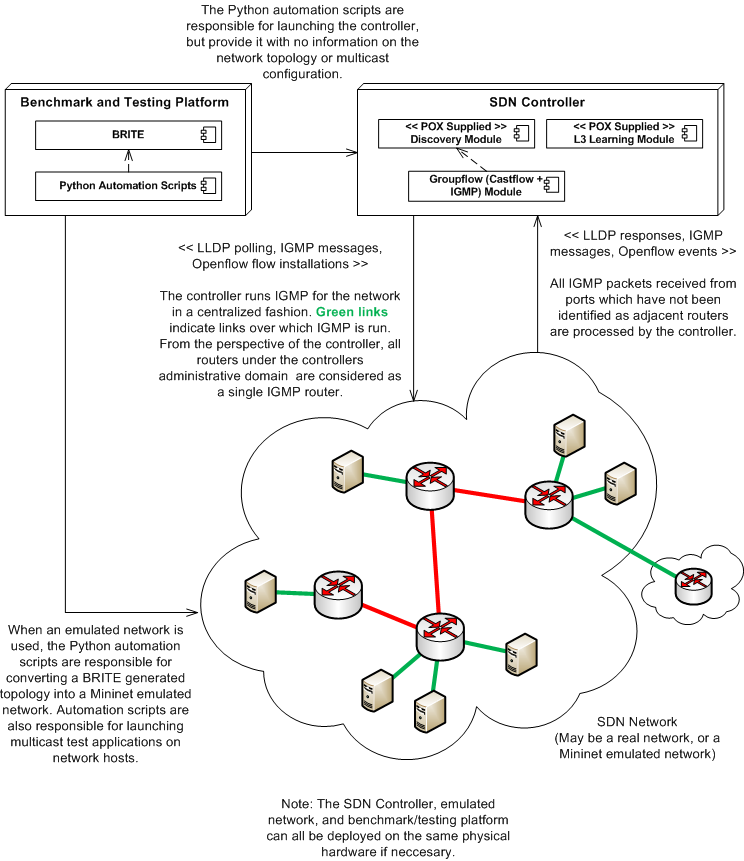 The Python automation scripts are
responsible for launching the controller,
but provide it with no information on the
network topology or multicast
configuration.
Benchmark and Testing Platform
BRITE
Python Automation Scripts
SDN Controller
<< POX Supplied >>
Discovery Module
<< POX Supplied >>
L3 Learning Module
Groupflow (Castflow +
IGMP) Module
<< LLDP polling, IGMP messages,
Openflow flow installations >>
The controller runs IGMP for the network
in a centralized fashion. Green links
indicate links over which IGMP is run.
From the perspective of the controller, all
routers under the controllers
administrative domain are considered as
a single IGMP router.
<< LLDP responses, IGMP
messages, Openflow events >>
All IGMP packets received from
ports which have not been
identified as adjacent routers
are processed by the controller.
When an emulated network is
used, the Python automation
scripts are responsible for
converting a BRITE generated
topology into a Mininet emulated
network. Automation scripts are
also responsible for launching
multicast test applications on
network hosts.
SDN Network
(May be a real network, or a
Mininet emulated network)
Note: The SDN Controller, emulated
network, and benchmark/testing platform
can all be deployed on the same physical
hardware if neccesary.